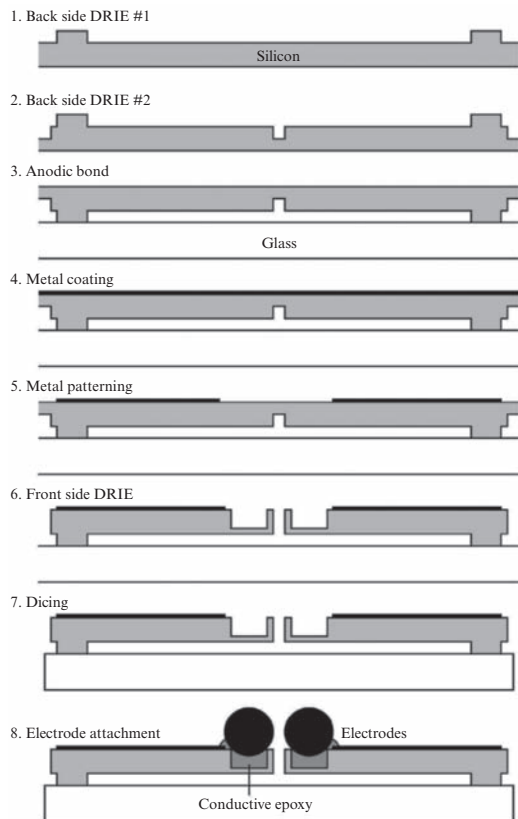 1. Back side DRIE #1
Silicon
2. Back side DRIE #2
3. Anodic bond
Glass
4. Metal coating
5. Metal patterning
6. Front side DRIE
7. Dicing
8. Electrode attachment
Electrodes
Conductive epoxy